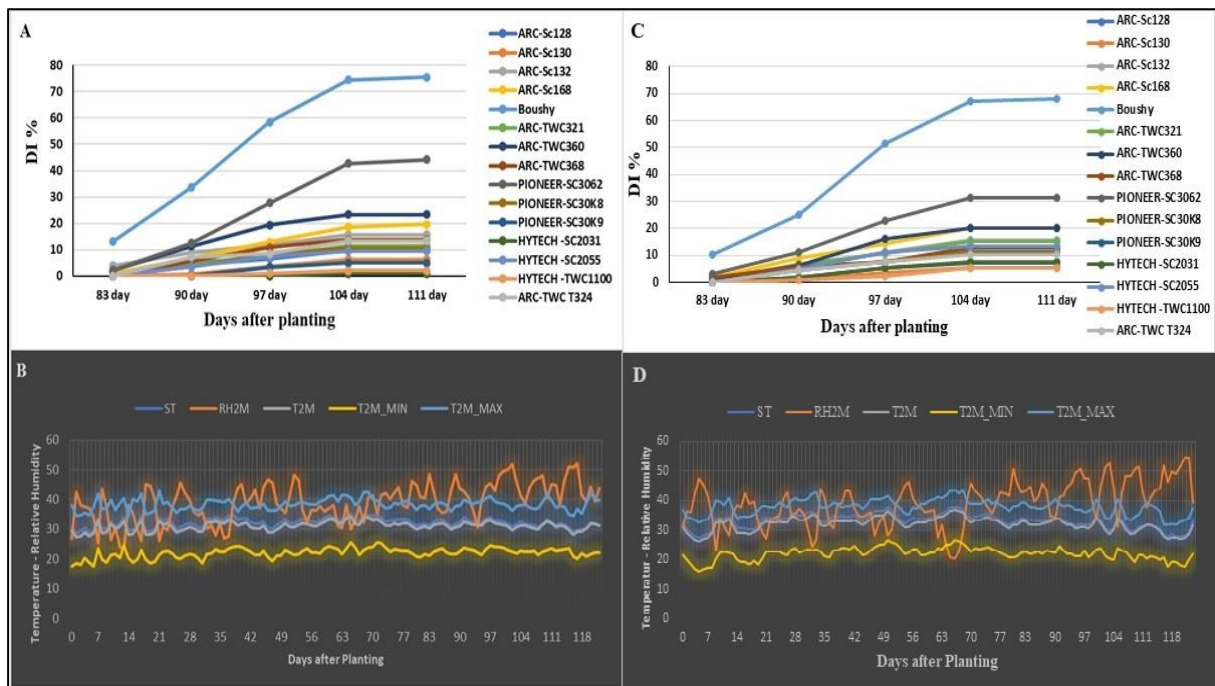 A
ARC-Sc128
ARC-Sc130
ARC-Sc132
ARC-Sc168
Boushy
ARC-TWC321
ARC-TWC360
ARC-TWC368
PIONEER-SC3062
PIONEER-SC30K8
PIONEER-SC30K9
HYTECH -SC2031
HYTECH -SC2055
HYTECH -TWC1100
ARC-TWC T324
DI %
80
70
60
50
40
30
20
10
0
83 day 90 day 97 day 104 day 111 day
Days after planting
C
ARC-Sc128
ARC-Sc130
ARC-Sc132
ARC-Sc168
Boushy
ARC-TWC321
ARC-TWC360
ARC-TWC368
PIONEER-SC3062
PIONEER-SC30K8
PIONEER-SC30K9
HYTECH -SC2031
HYTECH -SC2055
HYTECH -TWC1100
ARC-TWC T324
DI %
80
70
60
50
40
30
20
10
0
83 day 90 day 97 day 104 day 111 day
Days after planting
B
ST RH2M T2M T2M_MIN T2M_MAX
Temperature -Relative Humidity
60
50
40
30
20
10
0
0 7 14 21 28 35 42 49 56 63 70 77 83 90 97 104 111 118
Days after Planting
D
ST RH2M T2M T2M_MIN T2M_MAX
Temperatur - Relative Humidity
60
50
40
30
20
10
0
0 7 14 21 28 35 42 49 56 63 70 77 83 90 97 104 111 118
Days after Planting